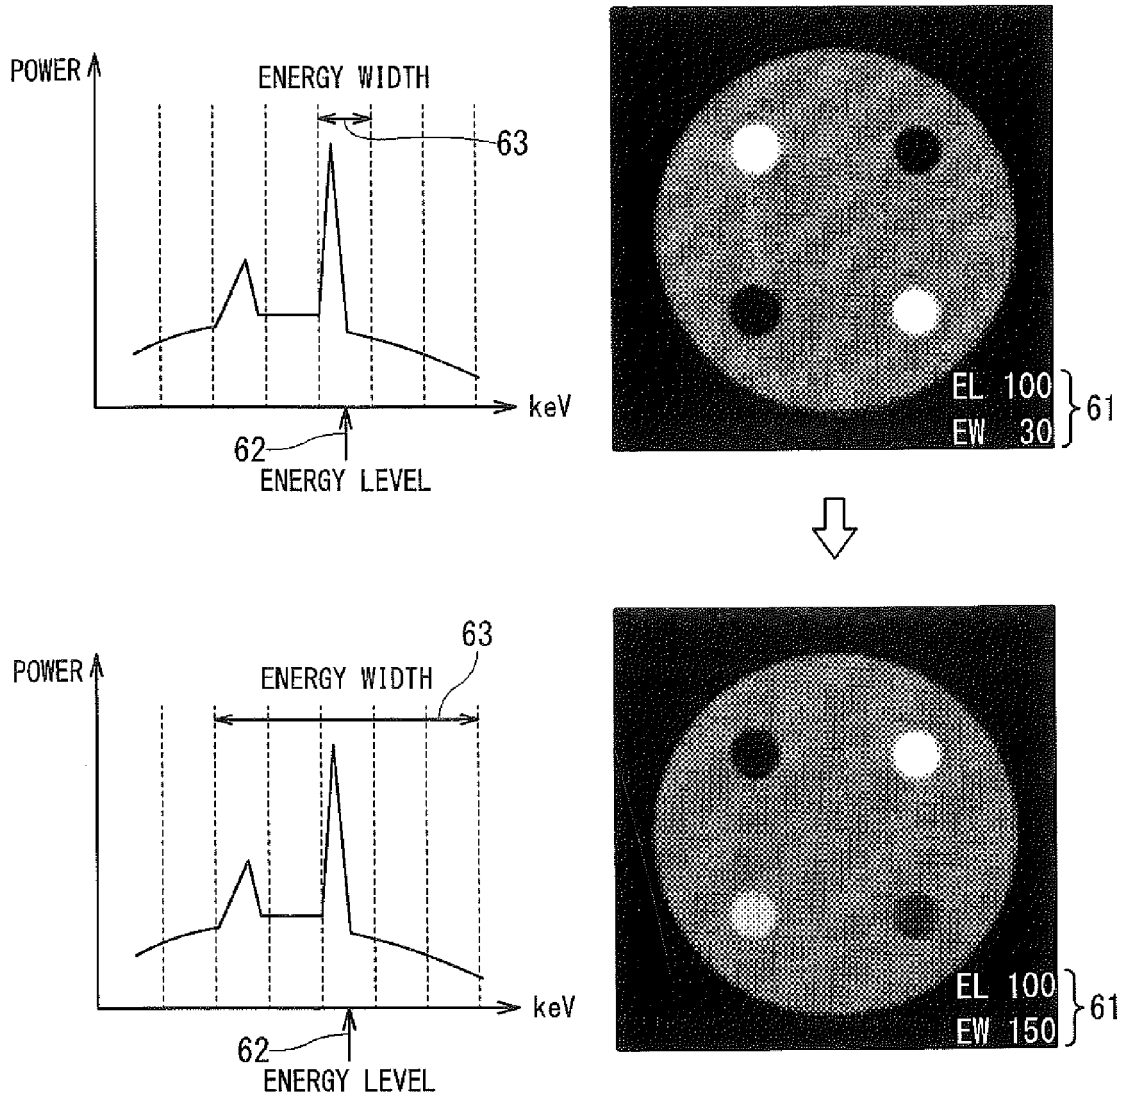 POWER
ENERGY WIDTH
63
keV
62
ENERGY LEVEL
EL 100
EW 30
61
POWER
ENERGY WIDTH
63
keV
62
ENERGY LEVEL
EL 100
EW 150
61